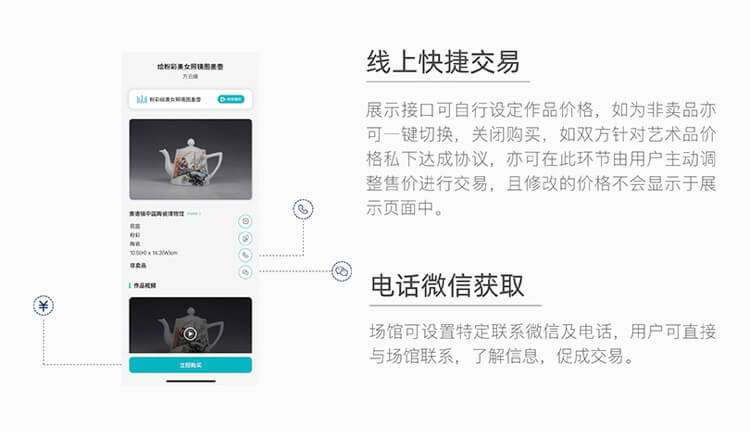 绘粉彩美女照镜图麦壶
方云峰
粉彩绘美女照镜图麦壶
景德镇中国陶瓷博物馆
民国
粉彩
陶瓷
10.5(H) x 14.3(W)cm
非卖品
作品视频
立即购买
线上快捷交易
展示接口可自行设定作品价格，如为非卖品亦
可一键切换，关闭购买，如双方针对艺术品价
格私下达成协议，亦可在此环节由用户主动调
整售价进行交易，且修改的价格不会显示于展
示页面中。
电话微信获取
场馆可设置特定联系微信及电话，用户可直接
与场馆联系，了解信息，促成交易。
¥